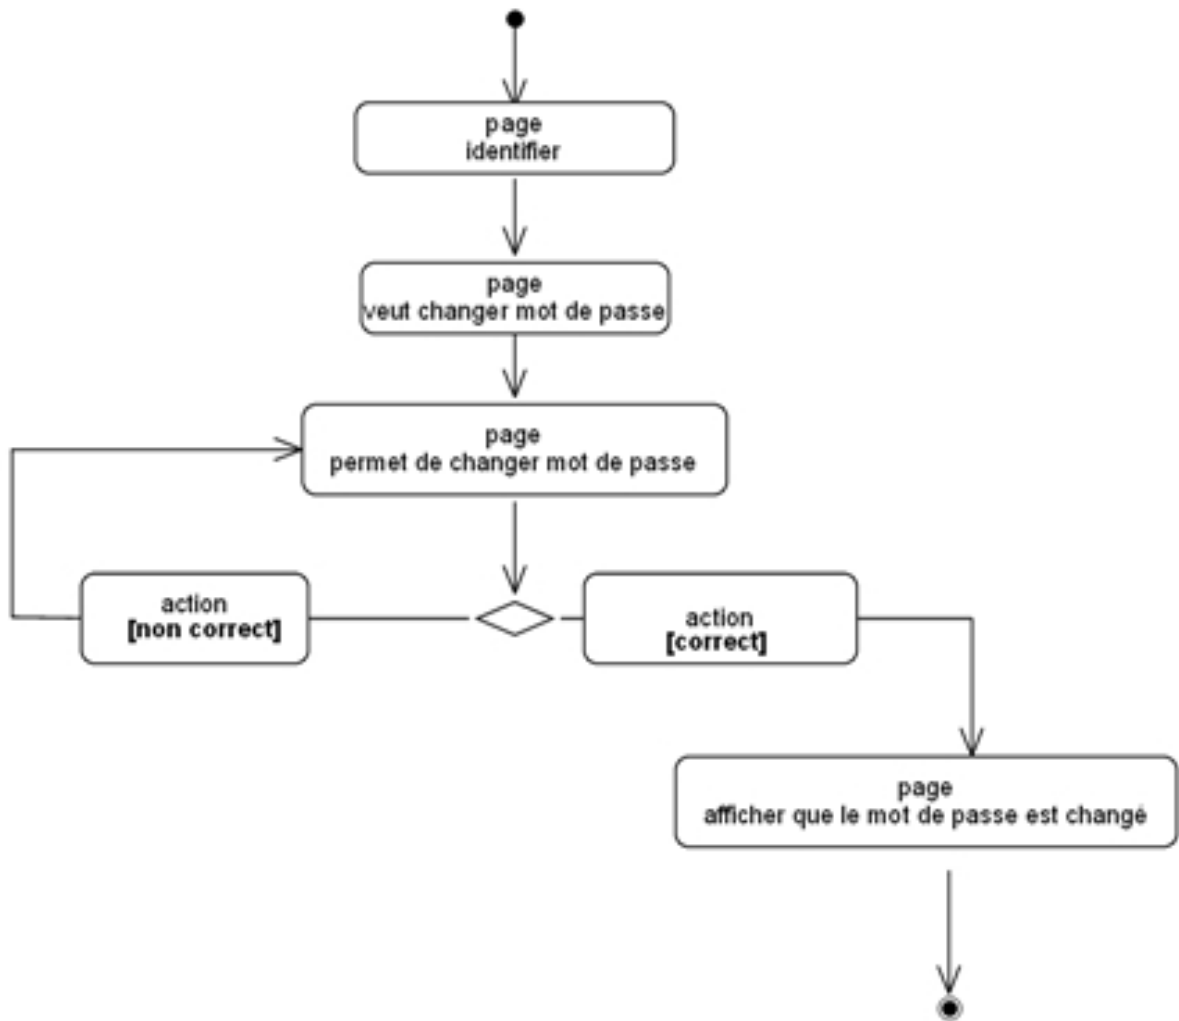 page
identifier
page
veut changer mot de passe
page
permet de changer mot de passe
action
[non correct]
action
[correct]
page
afficher que le mot de passe est changé